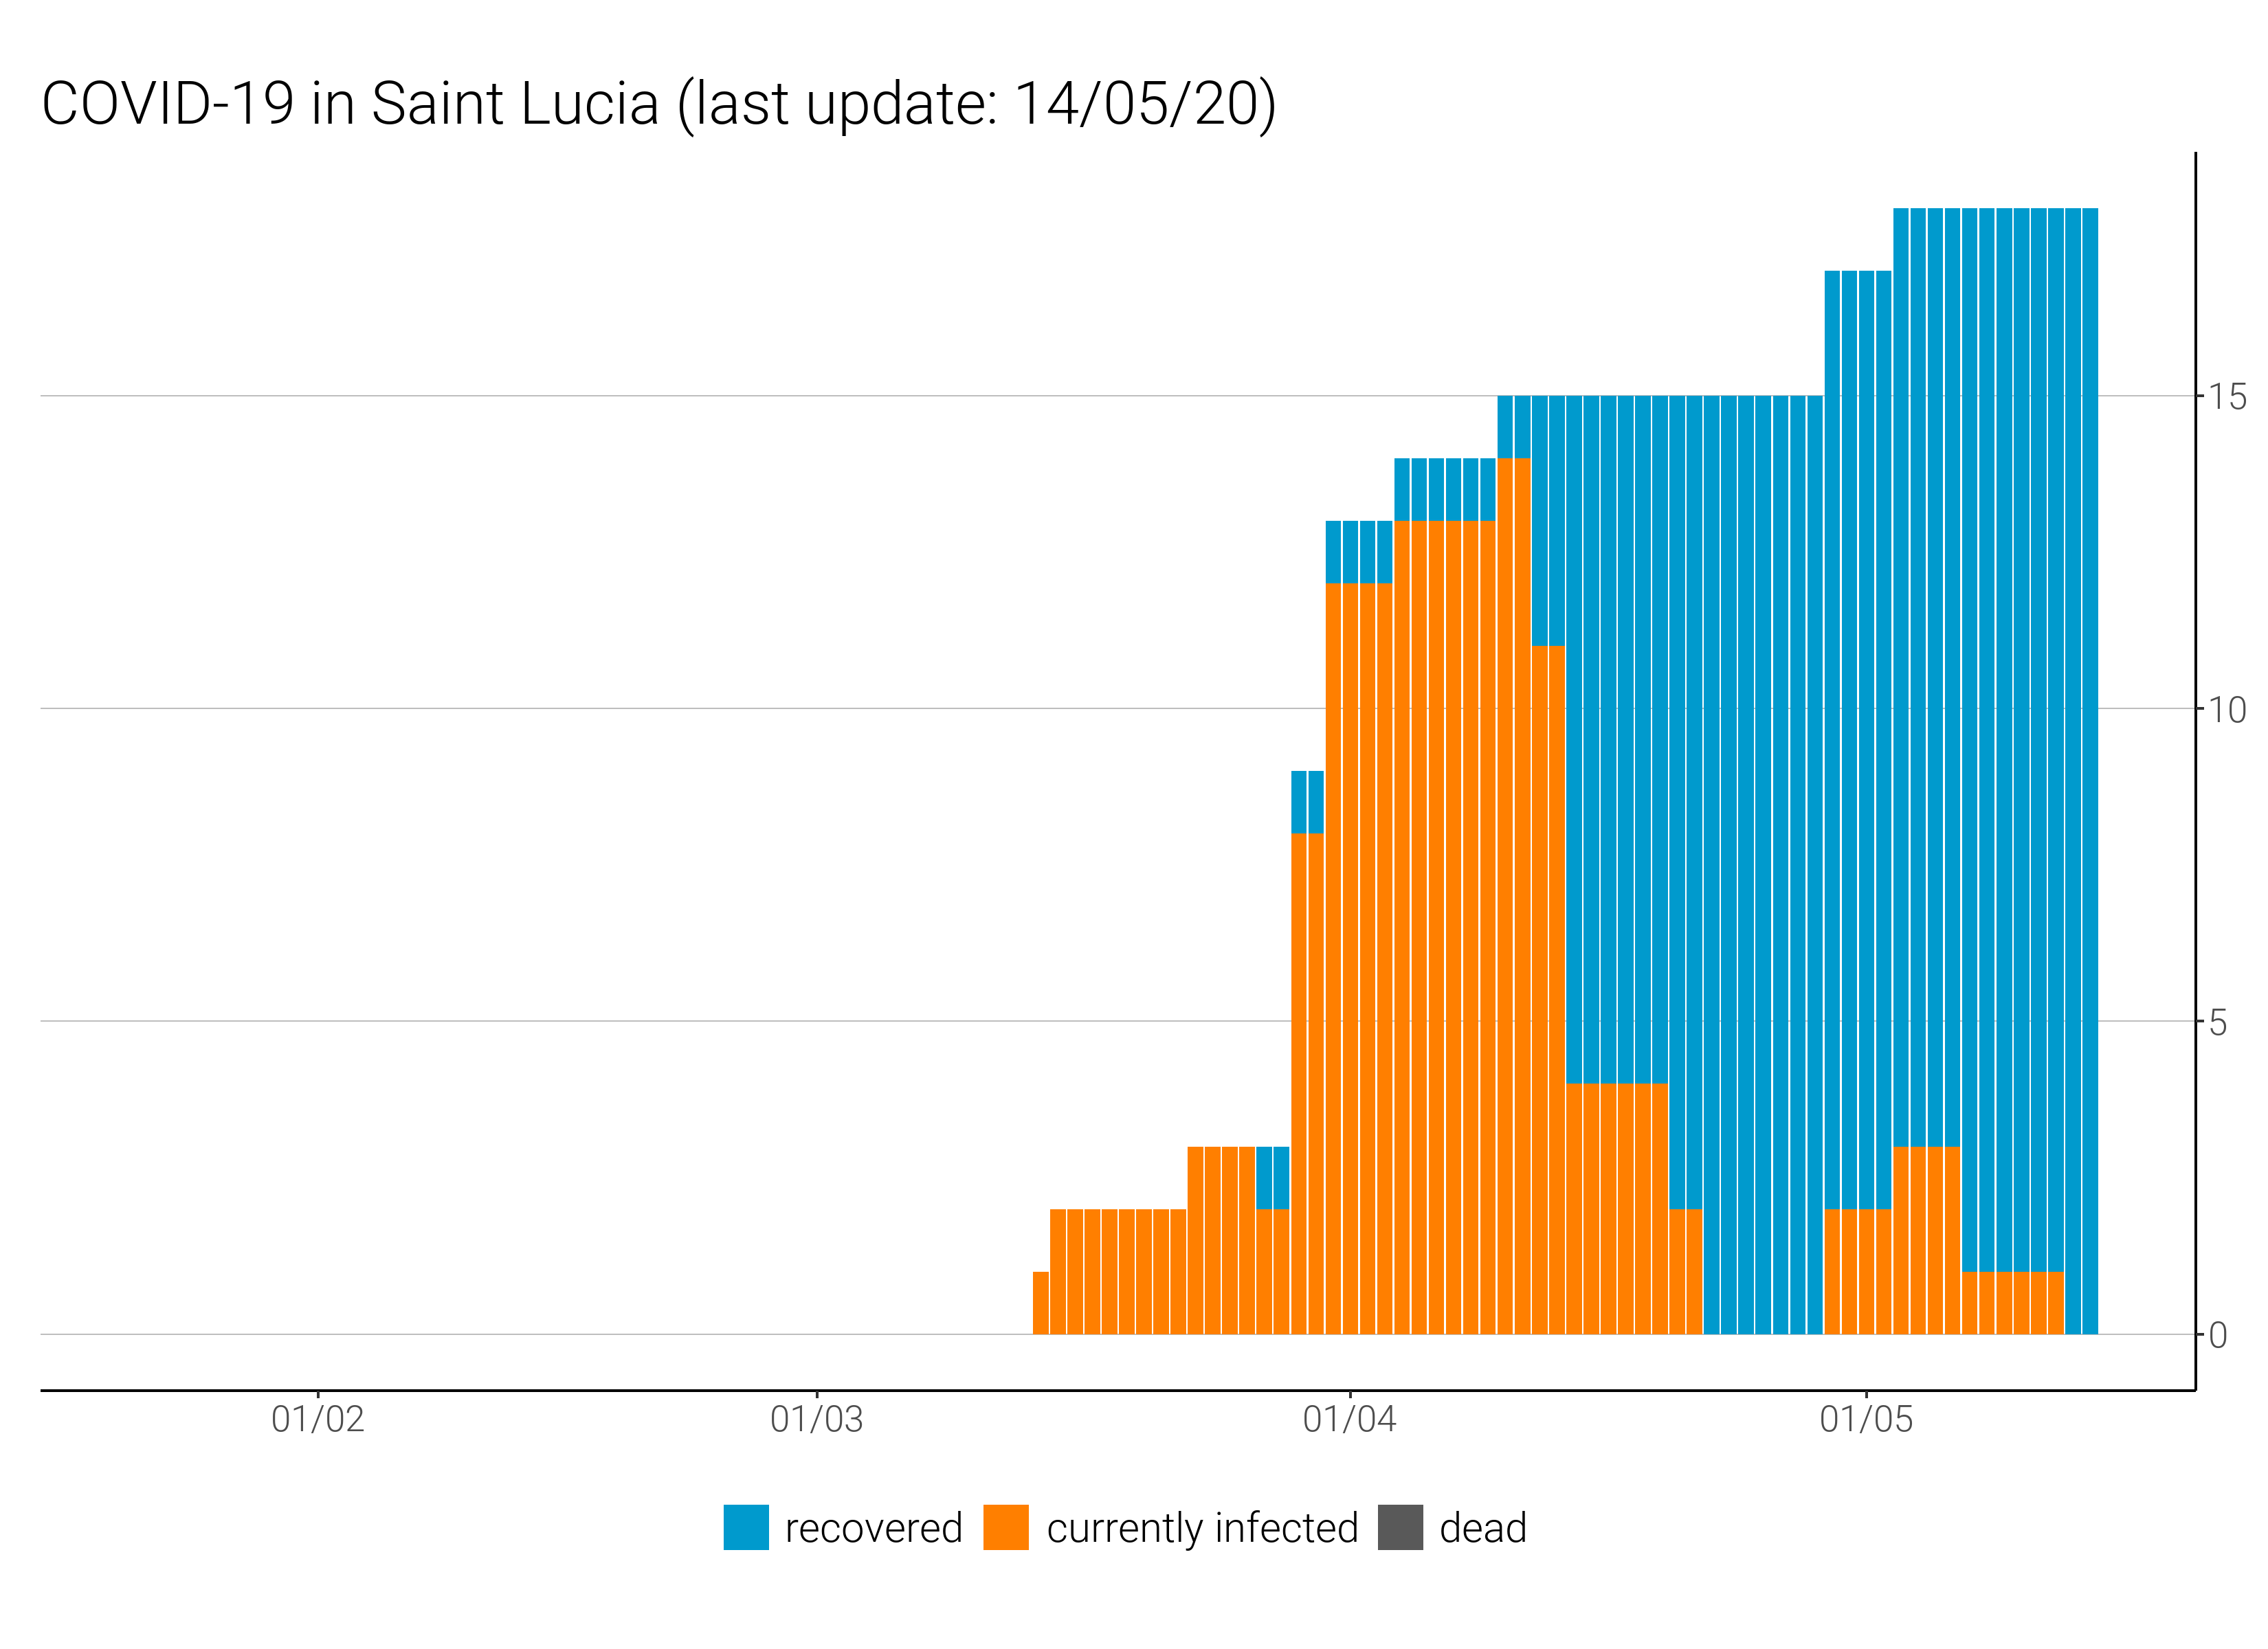 COVID-19 in Saint Lucia (last update: 14/05/20)
15
10
5
0
01/02 01/03 01/04 01/05
recovered currently infected dead